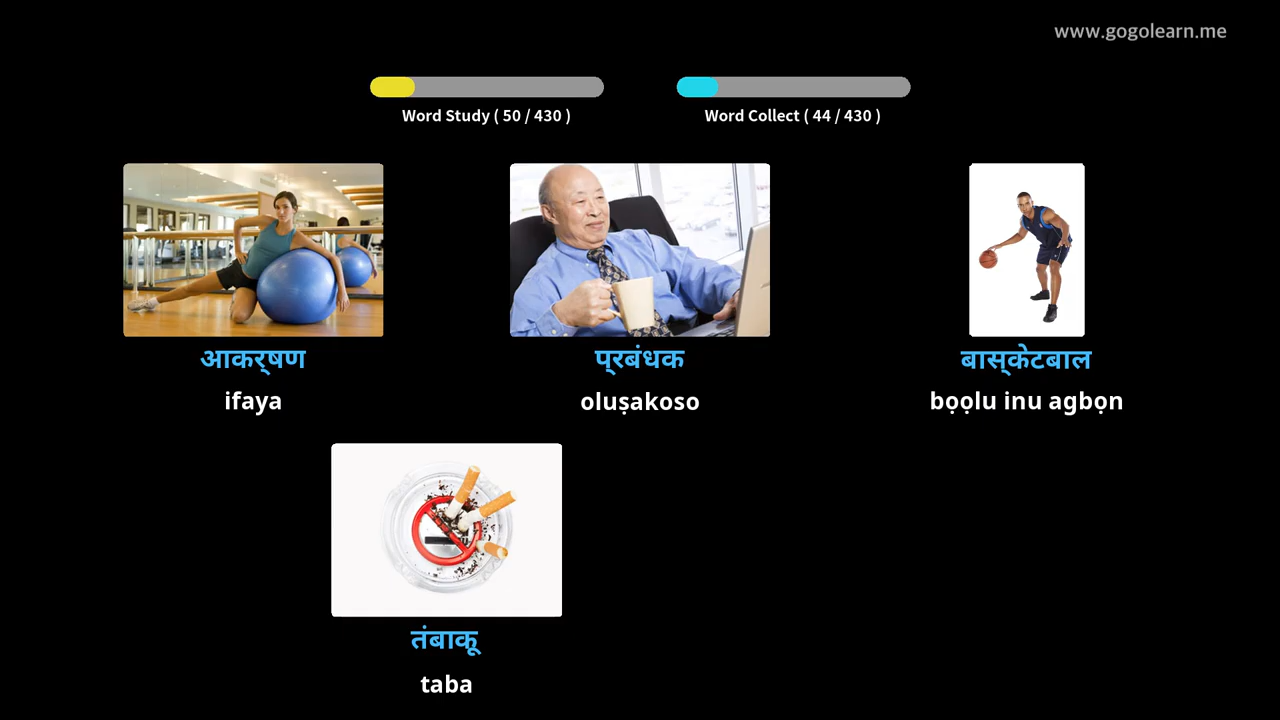 www.gogolearn.me
Word Study ( 50 / 430 )
Word Collect ( 44 / 430 )
आकर्षण
प्रबंधक
बास्केटबाल
ifaya
oluṣakoso
bọọlu inu agbọn
तंबाकू
taba